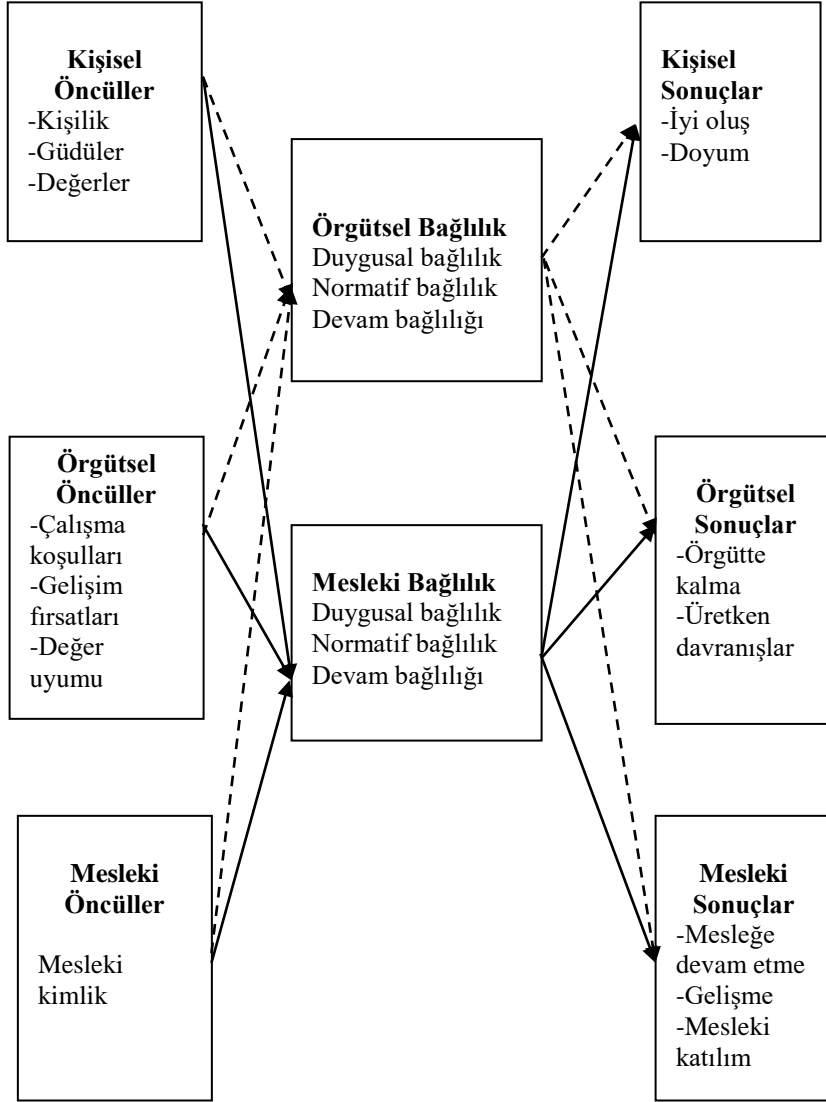 Kişisel
Öncüller
-Kişilik
-Güdüler
-Değerler
Örgütsel
Öncüller
-Çalışma
koşulları
-Gelişim
fırsatları
-Değer
uyumu
Mesleki
Öncüller
Mesleki
kimlik
Örgütsel Bağlılık
Duygusal bağlılık
Normatif bağlılık
Devam bağlılığı
Mesleki Bağlılık
Duygusal bağlılık
Normatif bağlılık
Devam bağlılığı
Kişisel
Sonuçlar
-İyi oluş
-Doyum
Örgütsel
Sonuçlar
-Örgütte
kalma
-Üretken
davranışlar
Mesleki
Sonuçlar
-Mesleğe
devam etme
-Gelişme
-Mesleki
katılım